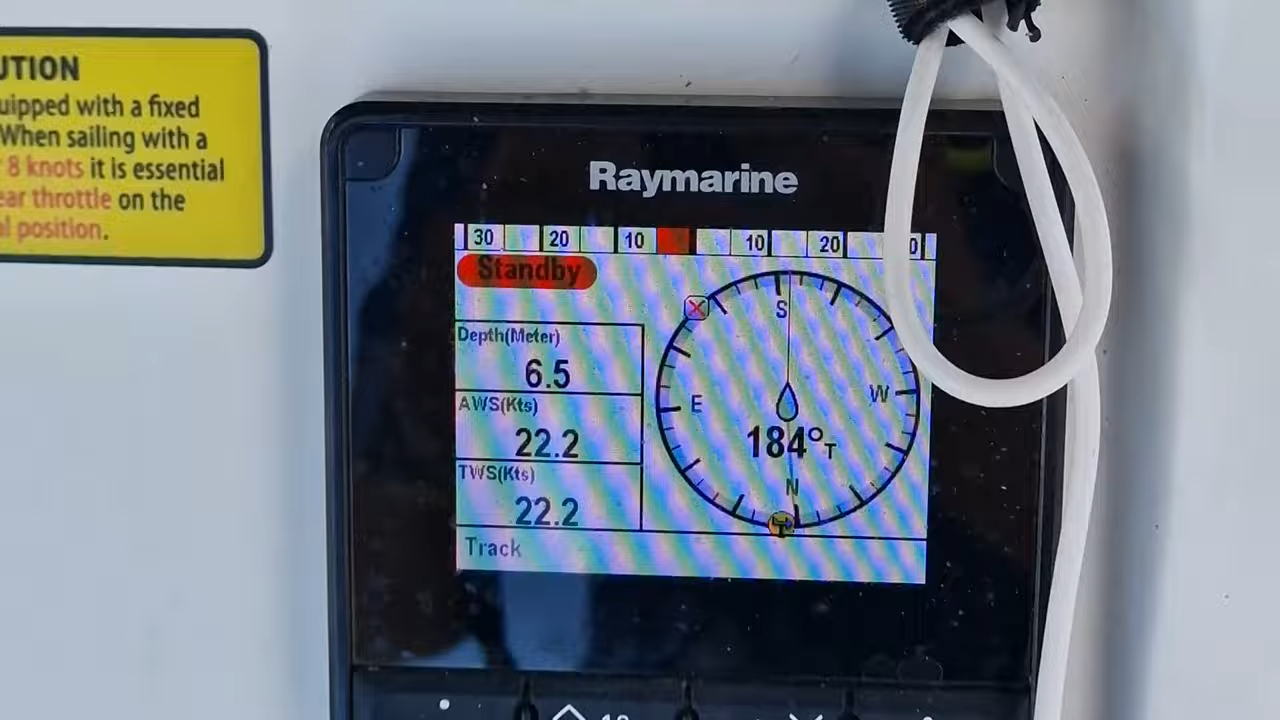 UTION
uipped with a fixed
When sailing with a
8 knots it is essential
ear throttle on the
l position.
Raymarine
30 20 10 10 20 0
Standby
S
Depth(Meter)
6.5
AWS(Kts)
E W
22.2
184°T
TWS(Kts)
N
22.2
Track